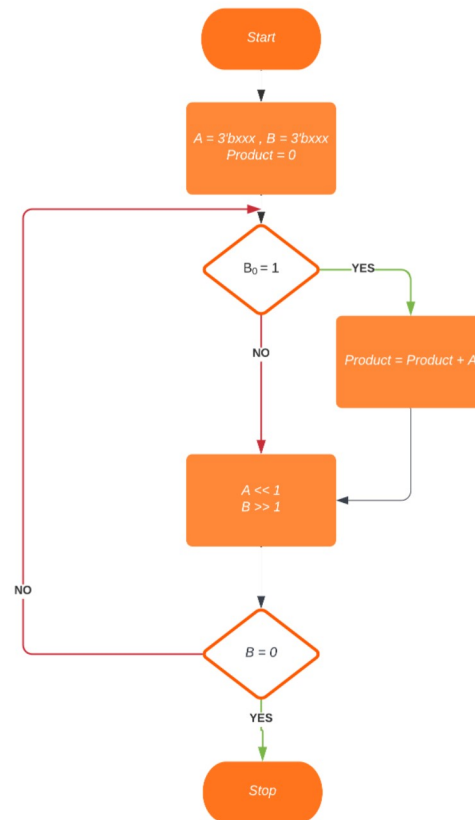 Start
A = 3'bxxx , B = 3'bxxx
Product = 0
B₀ = 1
YES
NO
Product = Product + A
A << 1
B >> 1
NO
B = 0
YES
Stop